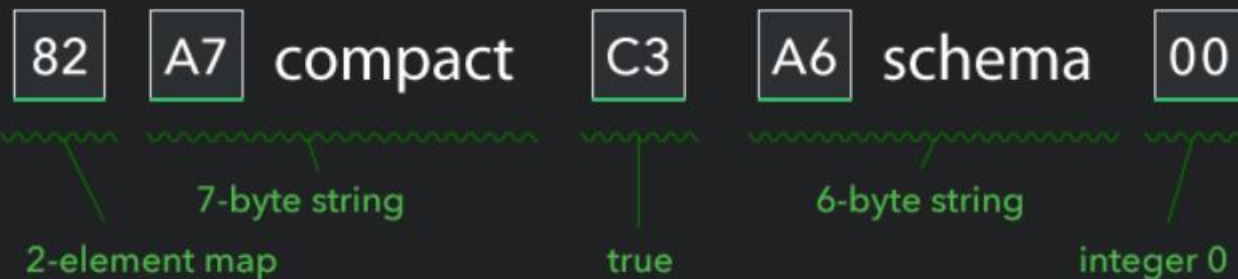 82 A7 compact C3 A6 schema 00
7-byte string 6-byte string
2-element map true integer 0